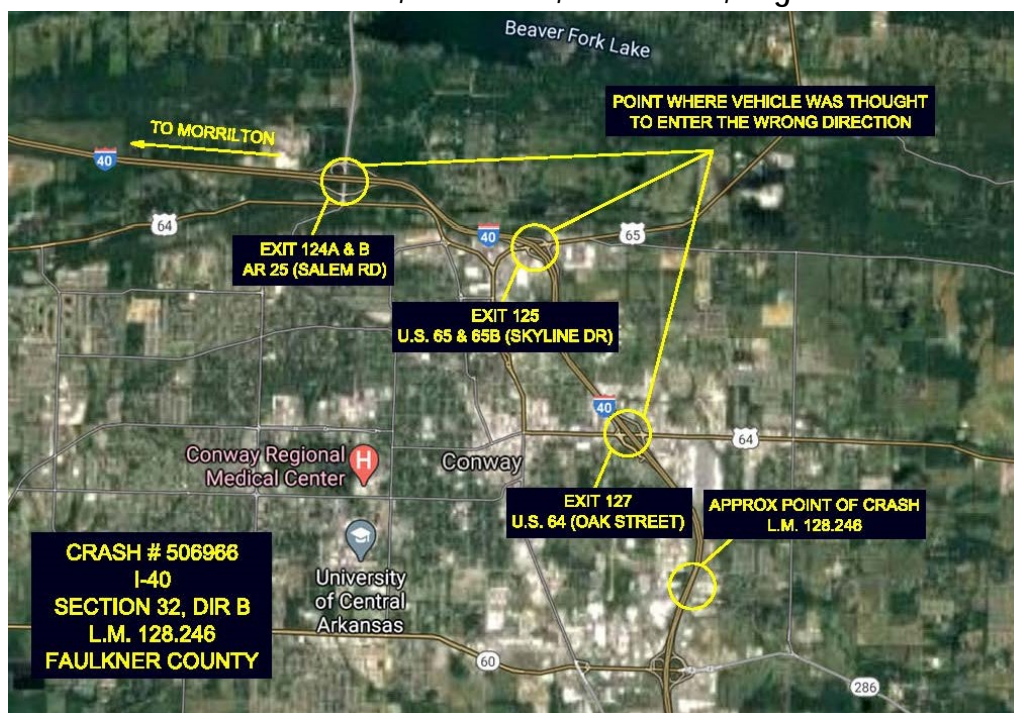 Beaver Fork Lake
POINT WHERE VEHICLE WAS THOUGHT
TO ENTER THE WRONG DIRECTION
TO MORRILTON
40
64
40
65
EXIT 124A & B
AR 25 (SALEM RD)
EXIT 125
U.S. 65 & 65B (SKYLINE DR)
40
64
Conway Regional
Medical Center
H
Conway
EXIT 127
U.S. 64 (OAK STREET)
APPROX POINT OF CRASH
L.M. 128.246
CRASH # 506966
I-40
SECTION 32, DIR B
L.M. 128.246
FAULKNER COUNTY
University
of Central
Arkansas
60
286